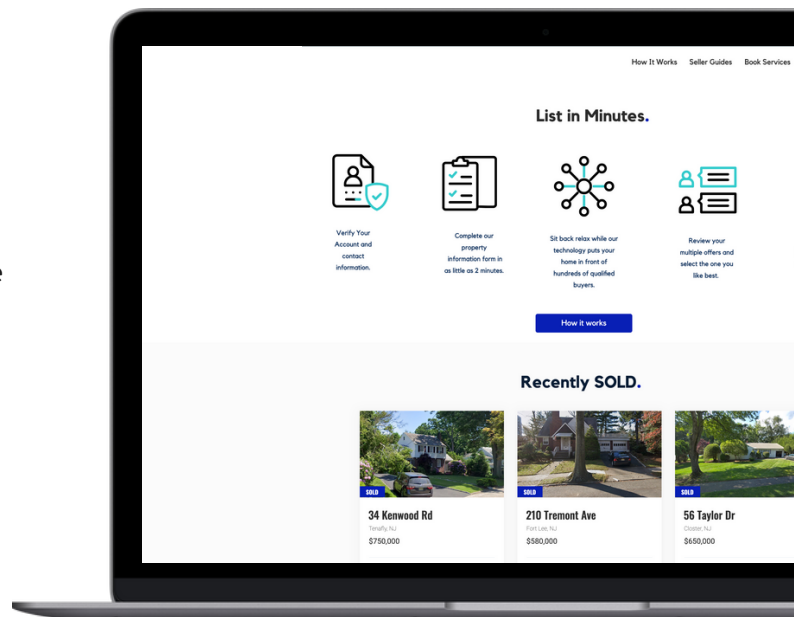 e
How It Works Seller Guides Book Services
List in Minutes.
Verify Your
Account and
contact
information.
Complete our
property
information form in
as little as 2 minutes.
Sit back relax while our
technology puts your
home in front of
hundreds of qualified
buyers.
Review your
multiple offers and
select the one you
like best.
How it works
Recently SOLD.
SOLD
34 Kenwood Rd
Tenafly, NJ
$750,000
SOLD
210 Tremont Ave
Fort Lee, NJ
$580,000
SOLD
56 Taylor Dr
Closter, NJ
$650,000